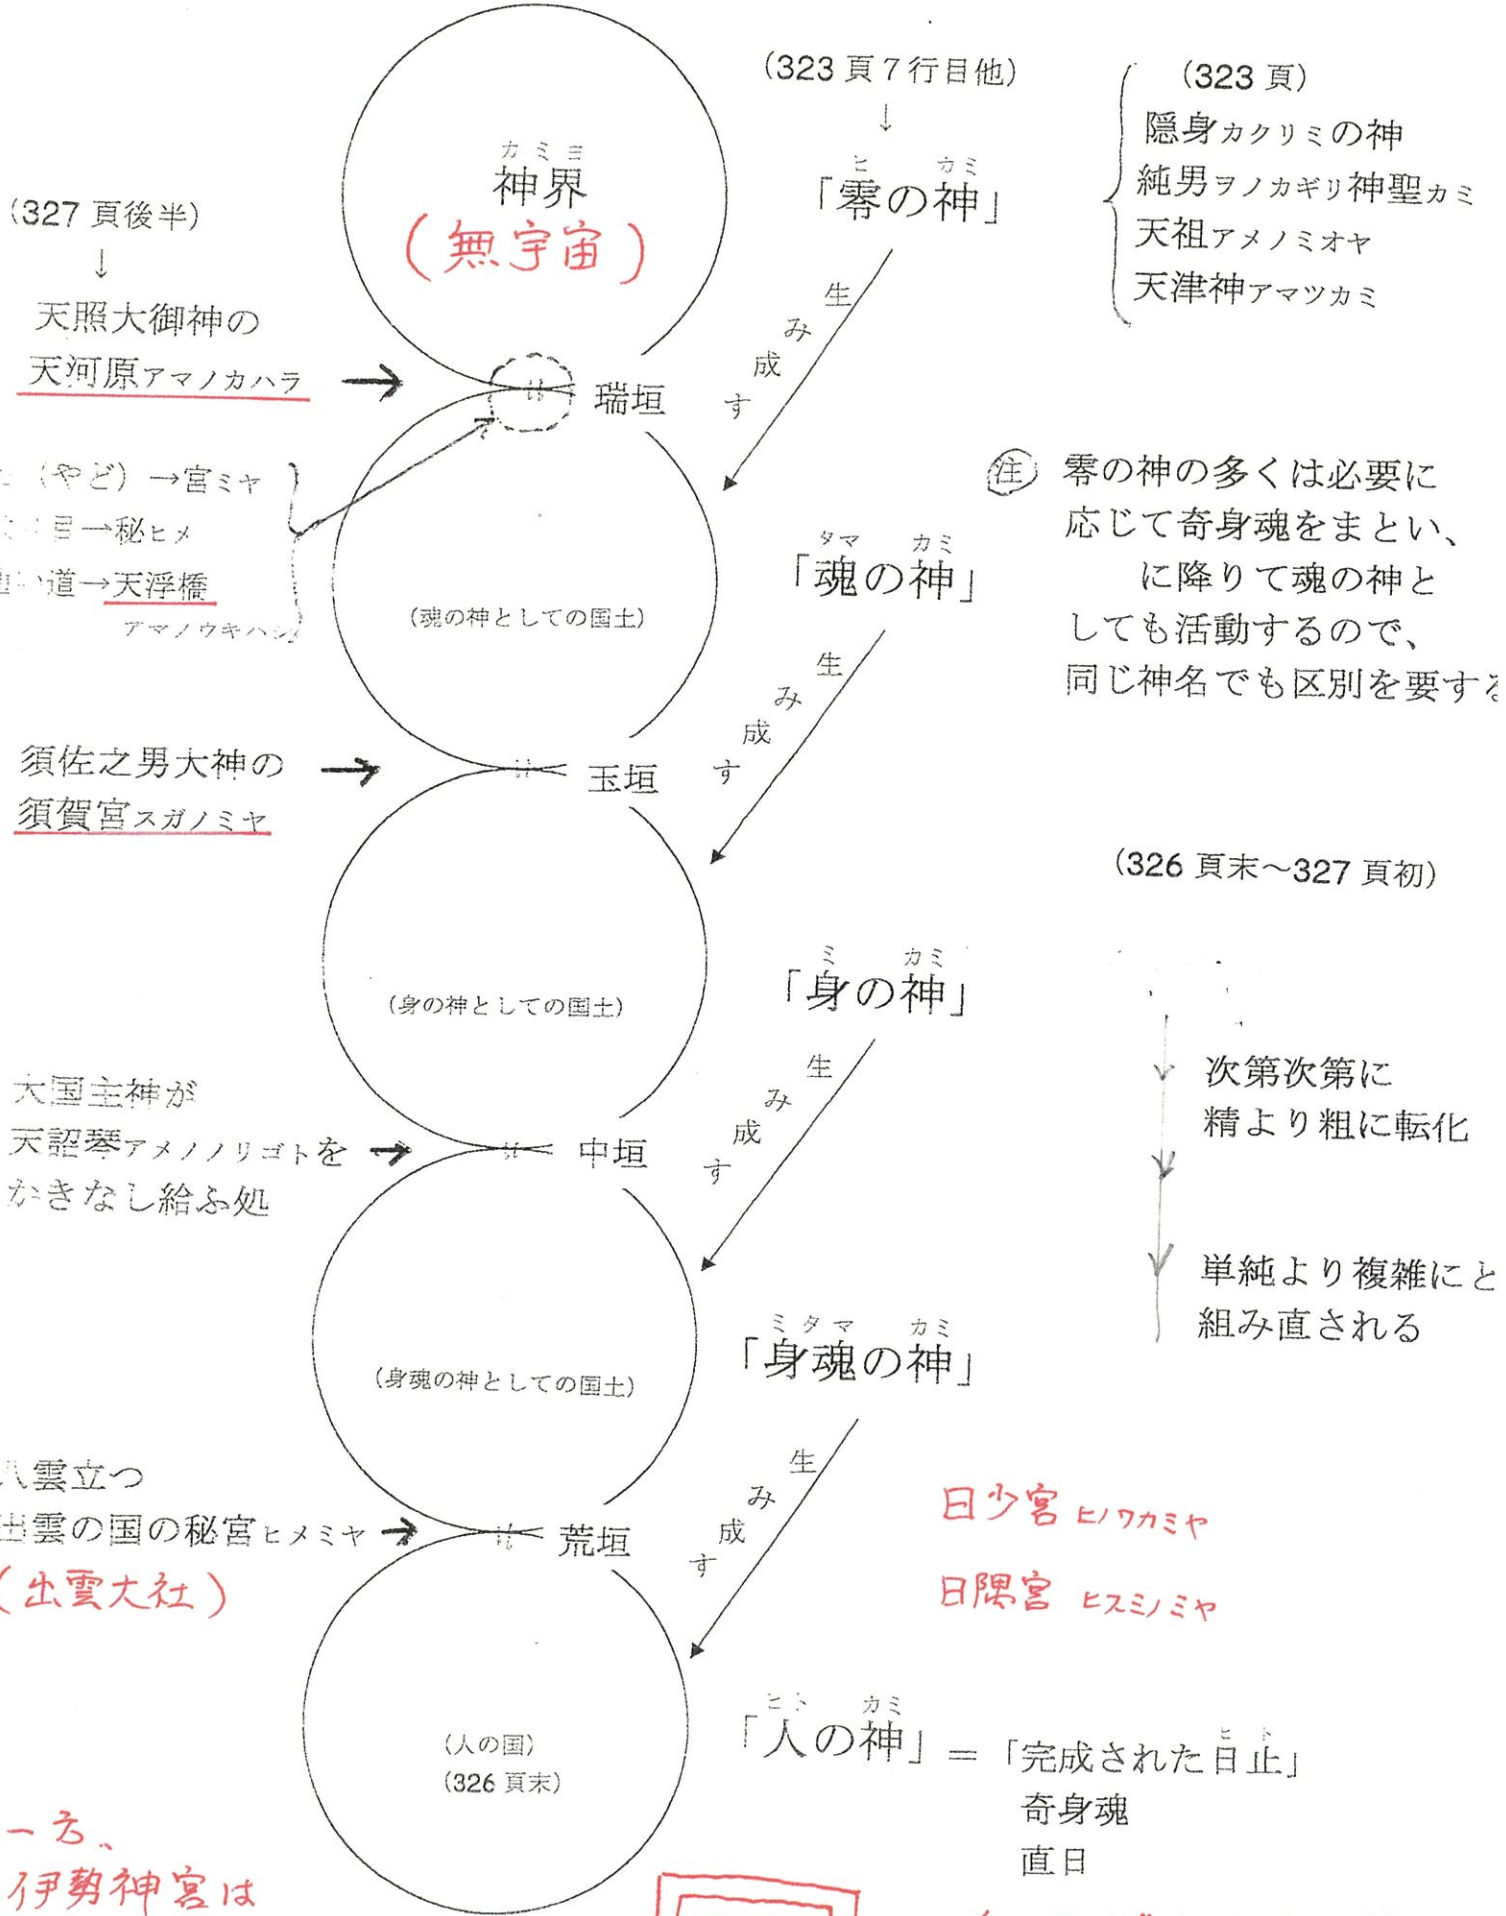 (323 頁7行目他)
↓
「零の神」
ヒ カミ
(323 頁)
隠身カクリミの神
純男ヲノカギリ神聖カミ
天祖アメノミオヤ
天津神アマツカミ
カミヨ
神界
(無宇宙)
(327 頁後半)
↓
天照大御神の
天河原アマノカハラ
→
瑞垣
生み成す
(やど)→宮ミヤ
→秘ヒメ
道→天浮橋
アマノウキハシ
注 零の神の多くは必要に
応じて奇身魂をまとい、
に降りて魂の神と
しても活動するので、
同じ神名でも区別を要する
タマ カミ
「魂の神」
(魂の神としての国土)
生み成す
須佐之男大神の
須賀宮スガノミヤ
→
玉垣
(326 頁末~327 頁初)
ミ カミ
「身の神」
(身の神としての国土)
生み成す
次第次第に
精より粗に転化
大国主神が
天詔琴アメノノリゴトを
かきなし給ふ処
→
中垣
単純より複雑にと
組み直される
ミタマ カミ
「身魂の神」
(身魂の神としての国土)
生み成す
八雲立つ
出雲の国の秘宮ヒメミヤ
(出雲大社)
→
荒垣
日少宮 ヒノワカミヤ
日隅宮 ヒスミノミヤ
ヒト カミ
「人の神」=「完成された日止」
ヒト
奇身魂
直日
(人の国)
(326 頁末)
一方、
伊勢神宮は